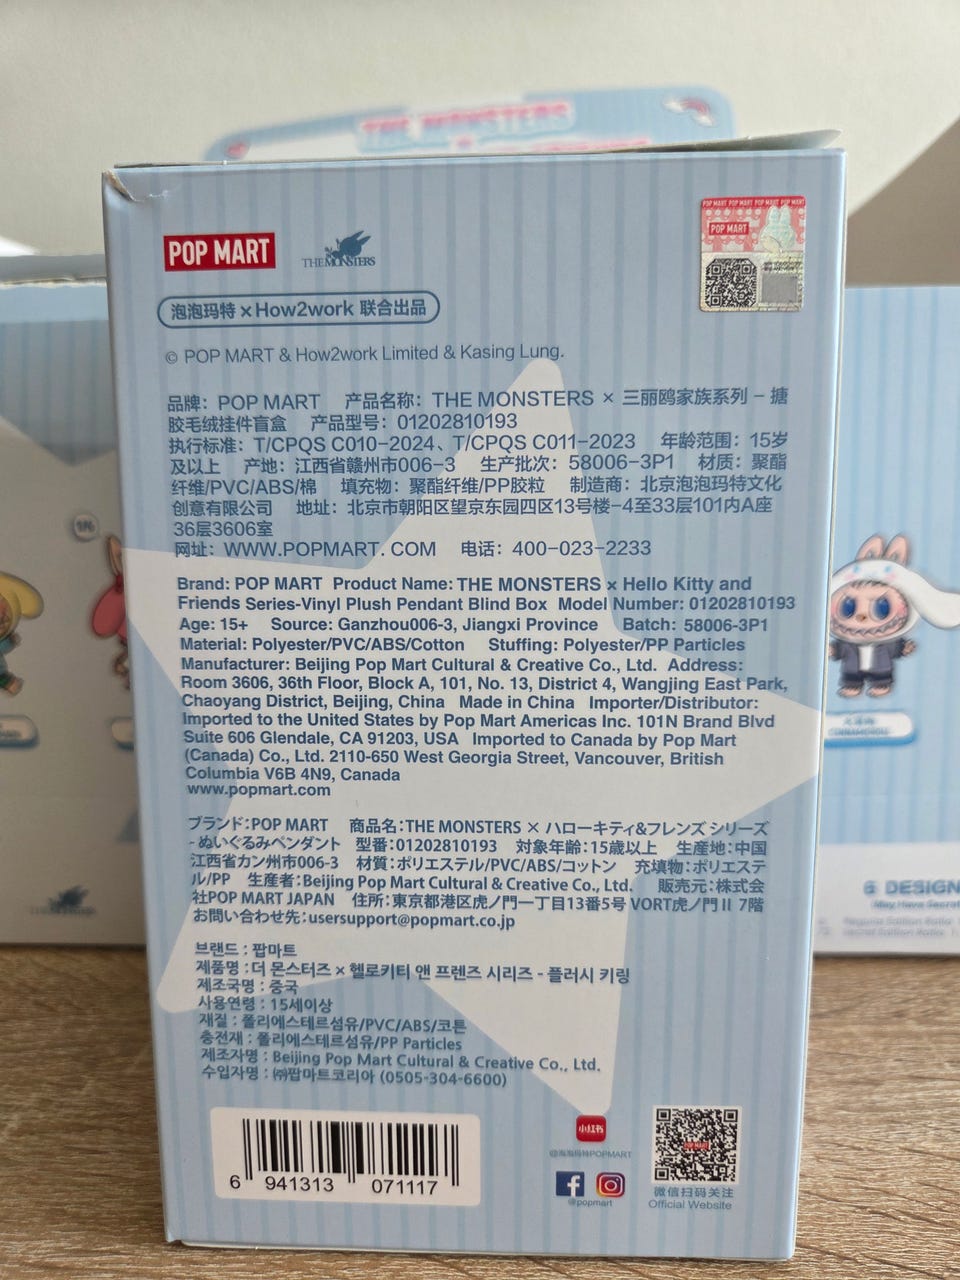 THE MONSTERS
POP MART POP MART POP MART POP MART
POP MART
POP MART
THE MONSTERS
泡泡玛特 × How2work 联合出品
© POP MART & How2work Limited & Kasing Lung.
品牌：POP MART 产品名称：THE MONSTERS × 三丽鸥家族系列 – 搪
胶毛绒挂件盲盒 产品型号：01202810193
执行标准：T/CPQS C010-2024、T/CPQS C011-2023 年龄范围：15岁
及以上 产地：江西省赣州市006-3 生产批次：58006-3P1 材质：聚酯
纤维/PVC/ABS/棉 填充物：聚酯纤维/PP胶粒 制造商：北京泡泡玛特文化
创意有限公司 地址：北京市朝阳区望京东园四区13号楼-4至33层101内A座
36层3606室
网址：WWW.POPMART.COM 电话：400-023-2233
Brand: POP MART Product Name: THE MONSTERS × Hello Kitty and
Friends Series-Vinyl Plush Pendant Blind Box Model Number: 01202810193
Age: 15+ Source: Ganzhou006-3, Jiangxi Province Batch: 58006-3P1
Material: Polyester/PVC/ABS/Cotton Stuffing: Polyester/PP Particles
Manufacturer: Beijing Pop Mart Cultural & Creative Co., Ltd. Address:
Room 3606, 36th Floor, Block A, 101, No. 13, District 4, Wangjing East Park,
Chaoyang District, Beijing, China Made in China Importer/Distributor:
Imported to the United States by Pop Mart Americas Inc. 101N Brand Blvd
Suite 606 Glendale, CA 91203, USA Imported to Canada by Pop Mart
(Canada) Co., Ltd. 2110-650 West Georgia Street, Vancouver, British
Columbia V6B 4N9, Canada
www.popmart.com
ブランド：POP MART 商品名：THE MONSTERS × ハローキティ&フレンズ シリーズ
- ぬいぐるみペンダント 型番：01202810193 対象年齢：15歳以上 生産地：中国
江西省カン州市006-3 材質：ポリエステル/PVC/ABS/コットン 充填物：ポリエステ
ル/PP 生産者：Beijing Pop Mart Cultural & Creative Co., Ltd. 販売元：株式会
社POP MART JAPAN 住所：東京都港区虎ノ門一丁目13番5号 VORT虎ノ門Ⅱ 7階
お問い合わせ先：usersupport@popmart.co.jp
브랜드 : 팝마트
제품명 : 더 몬스터즈 × 헬로키티 앤 프렌즈 시리즈 - 플러시 키링
제조국명 : 중국
사용연령 : 15세이상
재질 : 폴리에스테르섬유/PVC/ABS/코튼
충전재 : 폴리에스테르섬유/PP Particles
제조자명 : Beijing Pop Mart Cultural & Creative Co., Ltd.
수입자명 : ㈜팝마트코리아 (0505-304-6600)
6 941313 071117
小红书
@泡泡玛特POPMART
@popmart
POP MART
微信扫码关注
Official Website
CINNAMOROLL
6 DESIGN
May Have Secret